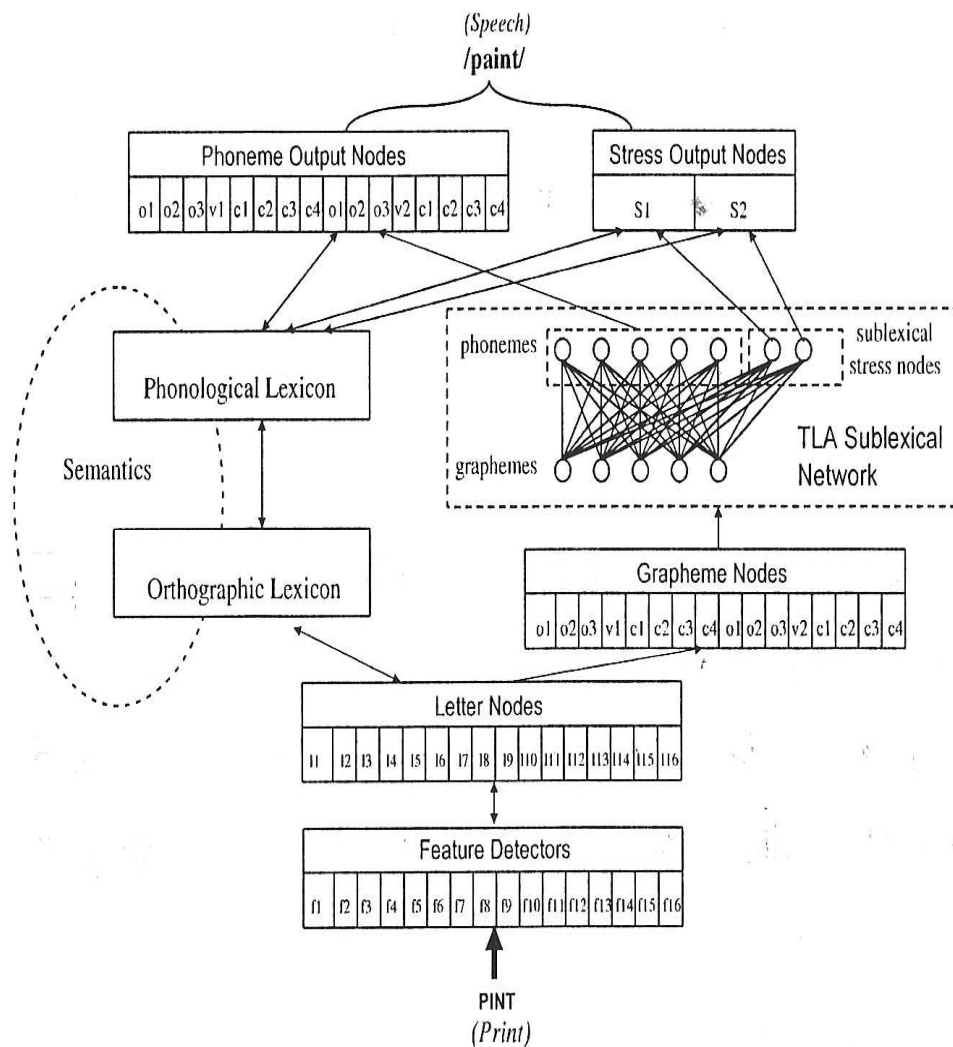 (Speech)
/paint/
Phoneme Output Nodes
o1 o2 o3 v1 c1 c2 c3 c4 o1 o2 o3 v2 c1 c2 c3 c4
Stress Output Nodes
S1 S2
Phonological Lexicon
Semantics
Orthographic Lexicon
phonemes
sublexical
stress nodes
graphemes
TLA Sublexical
Network
Grapheme Nodes
o1 o2 o3 v1 c1 c2 c3 c4 o1 o2 o3 v2 c1 c2 c3 c4
Letter Nodes
l1 l2 l3 l4 l5 l6 l7 l8 l9 l10 l11 l12 l13 l14 l15 l16
Feature Detectors
f1 f2 f3 f4 f5 f6 f7 f8 f9 f10 f11 f12 f13 f14 f15 f16
PINT
(Print)